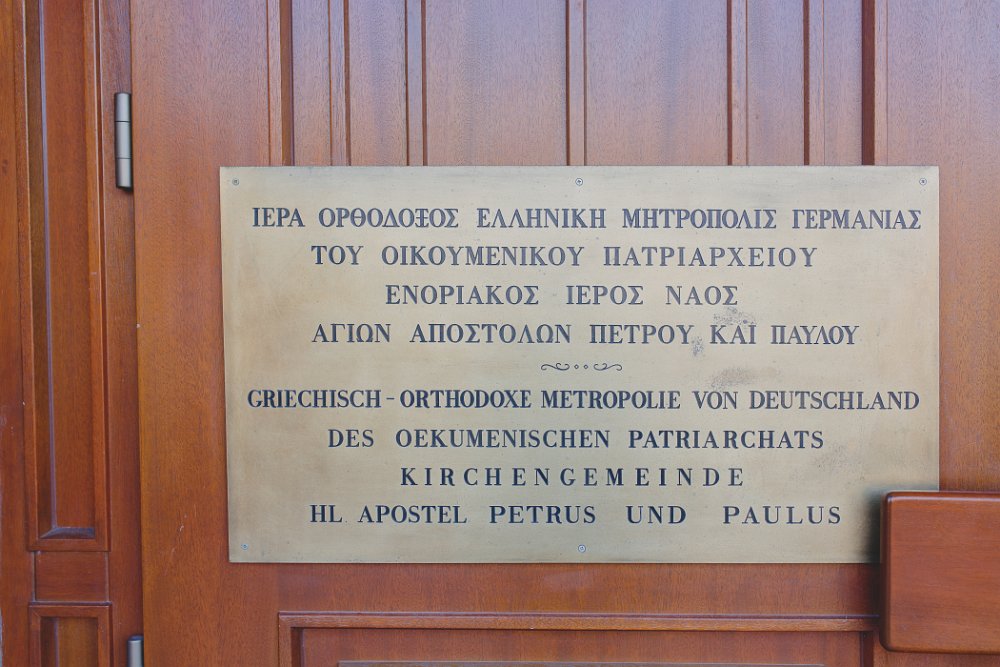 ΙΕΡΑ ΟΡΘΟΔΟΞΟΣ ΕΛΛΗΝΙΚΗ ΜΗΤΡΟΠΟΛΙΣ ΓΕΡΜΑΝΙΑΣ
ΤΟΥ ΟΙΚΟΥΜΕΝΙΚΟΥ ΠΑΤΡΙΑΡΧΕΙΟΥ
ΕΝΟΡΙΑΚΟΣ ΙΕΡΟΣ ΝΑΟΣ
ΑΓΙΩΝ ΑΠΟΣΤΟΛΩΝ ΠΕΤΡΟΥ ΚΑΙ ΠΑΥΛΟΥ
GRIECHISCH-ORTHODOXE METROPOLIE VON DEUTSCHLAND
DES OEKUMENISCHEN PATRIARCHATS
KIRCHENGEMEINDE
HL. APOSTEL PETRUS UND PAULUS